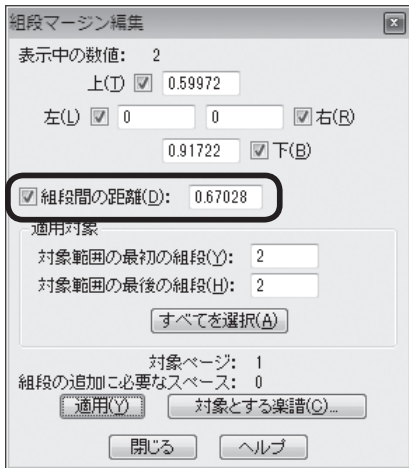 組段マージン編集
表示中の数値: 2
上(T) 0.59972
左(L) 0 0 右(R)
0.91722 下(B)
組段間の距離(D): 0.67028
適用対象
対象範囲の最初の組段(Y): 2
対象範囲の最後の組段(H): 2
すべてを選択(A)
対象ページ: 1
組段の追加に必要なスペース: 0
適用(Y) 対象とする楽譜(C)...
閉じる ヘルプ